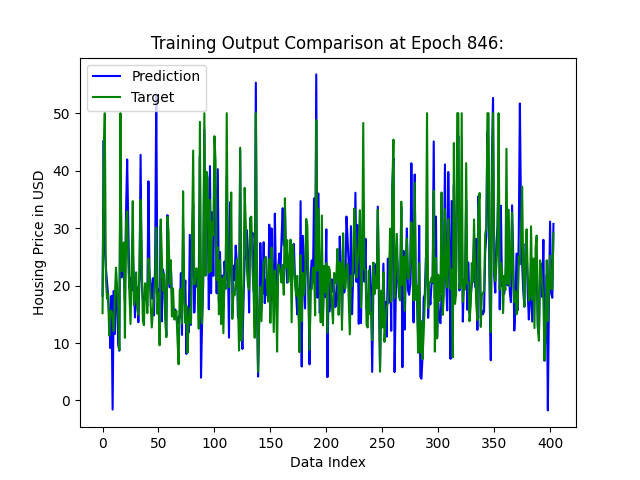 Training Output Comparison at Epoch 846:
Prediction
Target
Housing Price in USD
50
40
30
20
10
0
0 50 100 150 200 250 300 350 400
Data Index